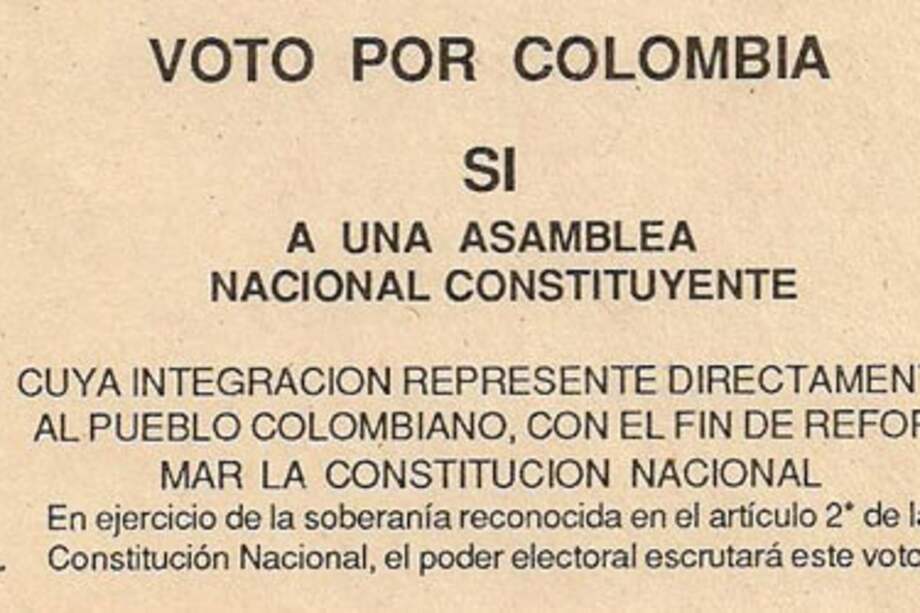 VOTO POR COLOMBIA
SI
A UNA ASAMBLEA
NACIONAL CONSTITUYENTE
CUYA INTEGRACION REPRESENTE DIRECTAMEN
AL PUEBLO COLOMBIANO, CON EL FIN DE REFOR
MAR LA CONSTITUCION NACIONAL
En ejercicio de la soberanía reconocida en el artículo 2° de la
Constitución Nacional, el poder electoral escrutará este voto